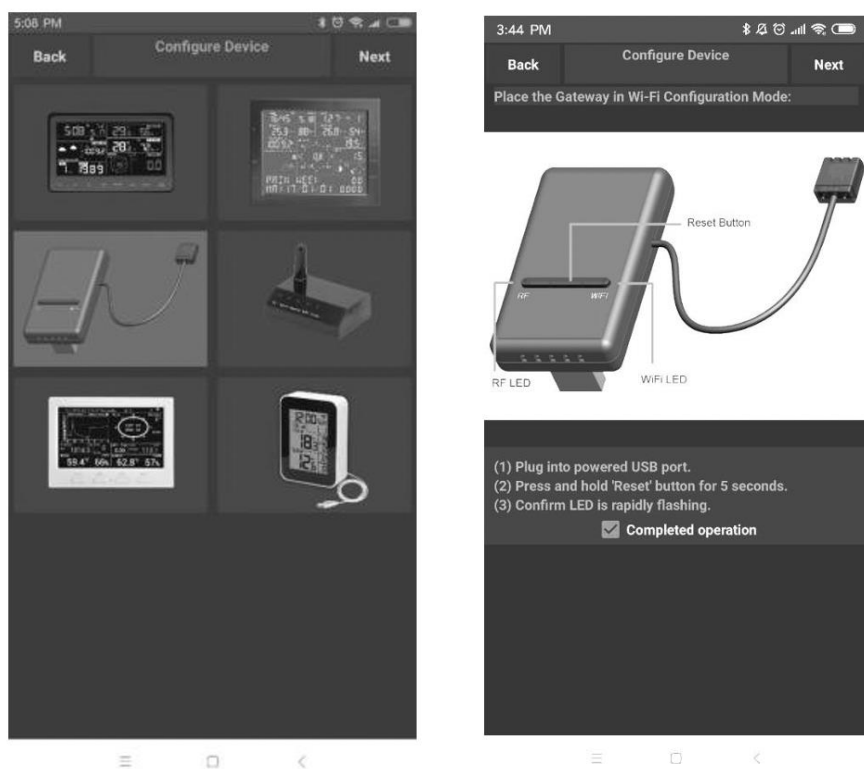 5:08 PM
Back
Configure Device
Next
3:44 PM
Back
Configure Device
Next
Place the Gateway in Wi-Fi Configuration Mode:
Reset Button
RF
WiFi
RF LED
WiFi LED
(1) Plug into powered USB port.
(2) Press and hold 'Reset' button for 5 seconds.
(3) Confirm LED is rapidly flashing.
Completed operation